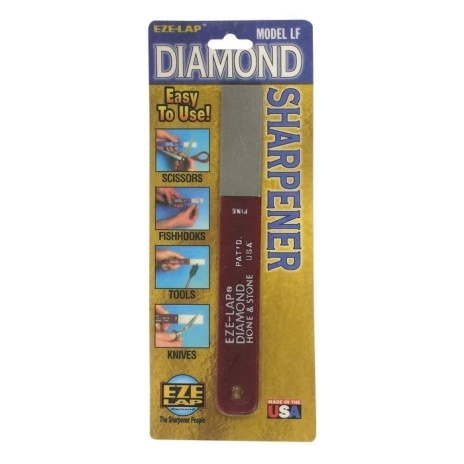 EZE-LAP®
MODEL LF
DIAMOND
SHARPENER
Easy
To Use!
SCISSORS
FISHHOOKS
TOOLS
KNIVES
FINE
EZE-LAP® PAT'D.
DIAMOND
HONE & STONE USA
EZE
LAP
The Sharpener People
MADE IN THE
USA